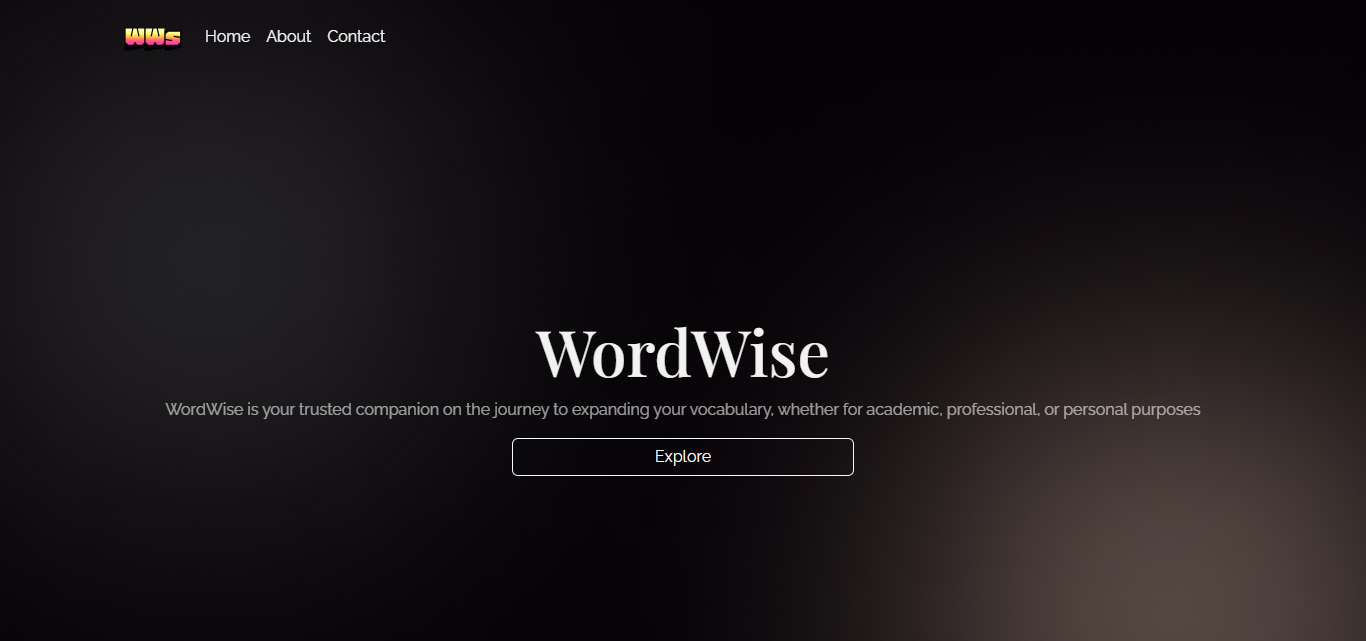 WWs Home About Contact
WordWise
WordWise is your trusted companion on the journey to expanding your vocabulary, whether for academic, professional, or personal purposes
Explore